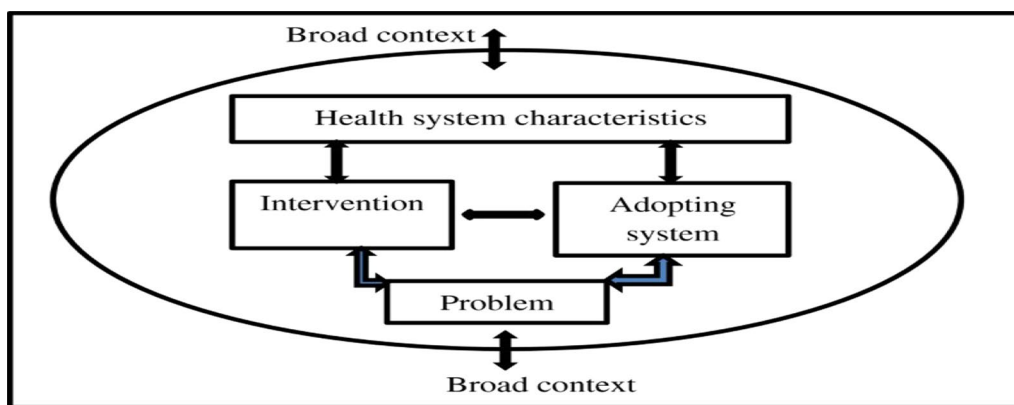 Broad context
Health system characteristics
Intervention
Adopting
system
Problem
Broad context